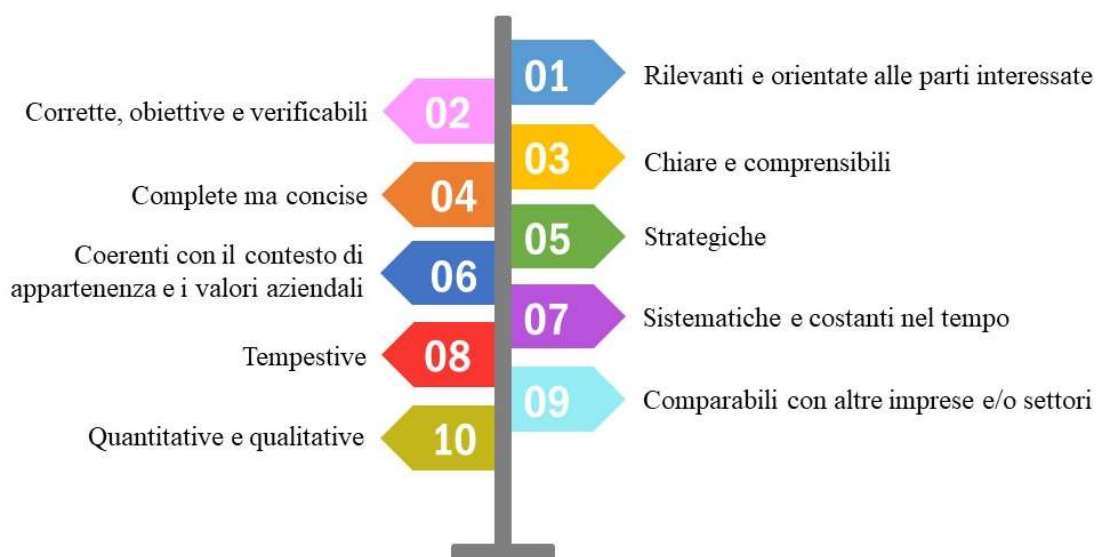 01
Rilevanti e orientate alle parti interessate
02
Corrette, obiettive e verificabili
03
Chiare e comprensibili
04
Complete ma concise
05
Strategiche
06
Coerenti con il contesto di
appartenenza e i valori aziendali
07
Sistematiche e costanti nel tempo
08
Tempestive
09
Comparabili con altre imprese e/o settori
10
Quantitative e qualitative